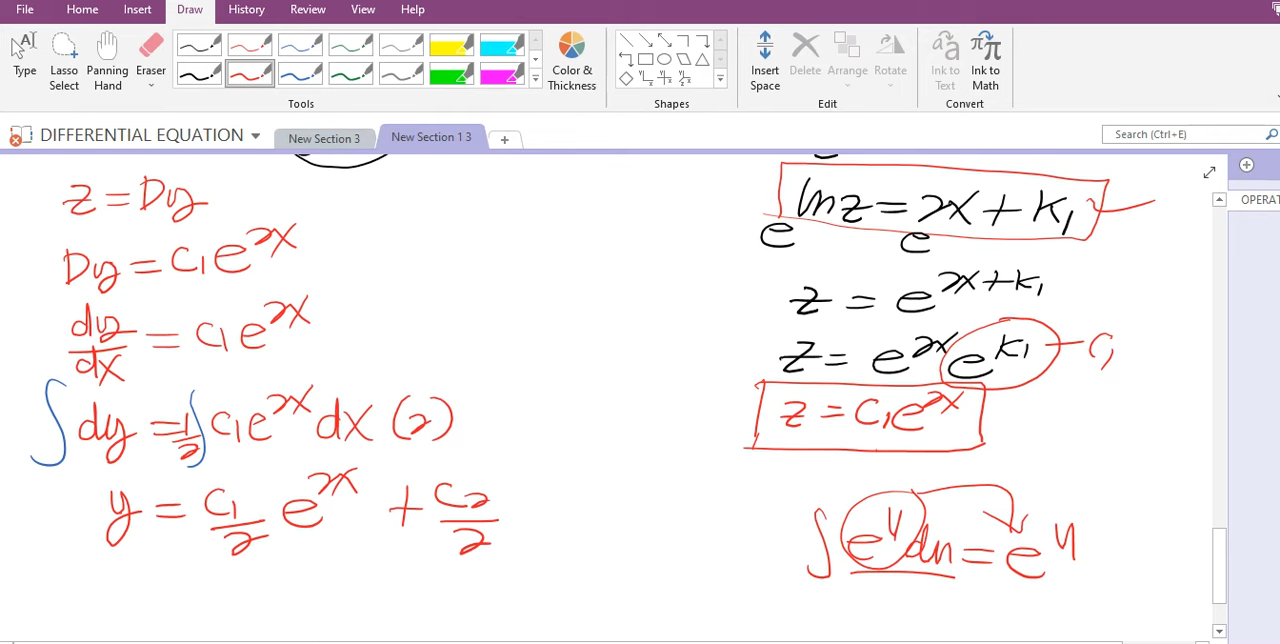 File Home Insert Draw History Review View Help
Type Lasso Select Panning Hand Eraser Color & Thickness Insert Space Delete Arrange Rotate Ink to Text Ink to Math
Tools Shapes Edit Convert
DIFFERENTIAL EQUATION New Section 3 New Section 1 3 Search (Ctrl+E)
OPERAT
z = Dy
Dy = c₁e^2x
dy/dx = c₁e^2x
∫dy = 1/2 ∫c₁e^2x dx (2)
y = c₁/2 e^2x + c₂/2
ln z = 2x + k₁
e e
z = e^2x+k₁
z = e^2x e^k₁ C₁
z = c₁e^2x
∫e^u du = e^u